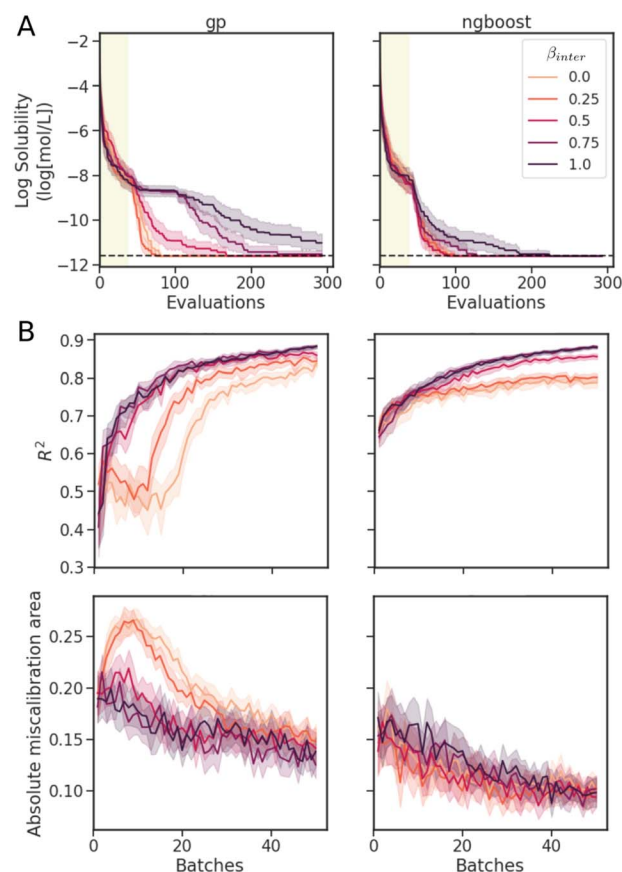 A
gp
ngboost
Log Solubility
(log[mol/L])
−2
−4
−6
−8
−10
−12
0
100
200
300
Evaluations
β_inter
0.0
0.25
0.5
0.75
1.0
0
100
200
300
Evaluations
B
R²
0.9
0.8
0.7
0.6
0.5
0.4
0.3
Absolute miscalibration area
0.25
0.20
0.15
0.10
0
20
40
Batches
0
20
40
Batches